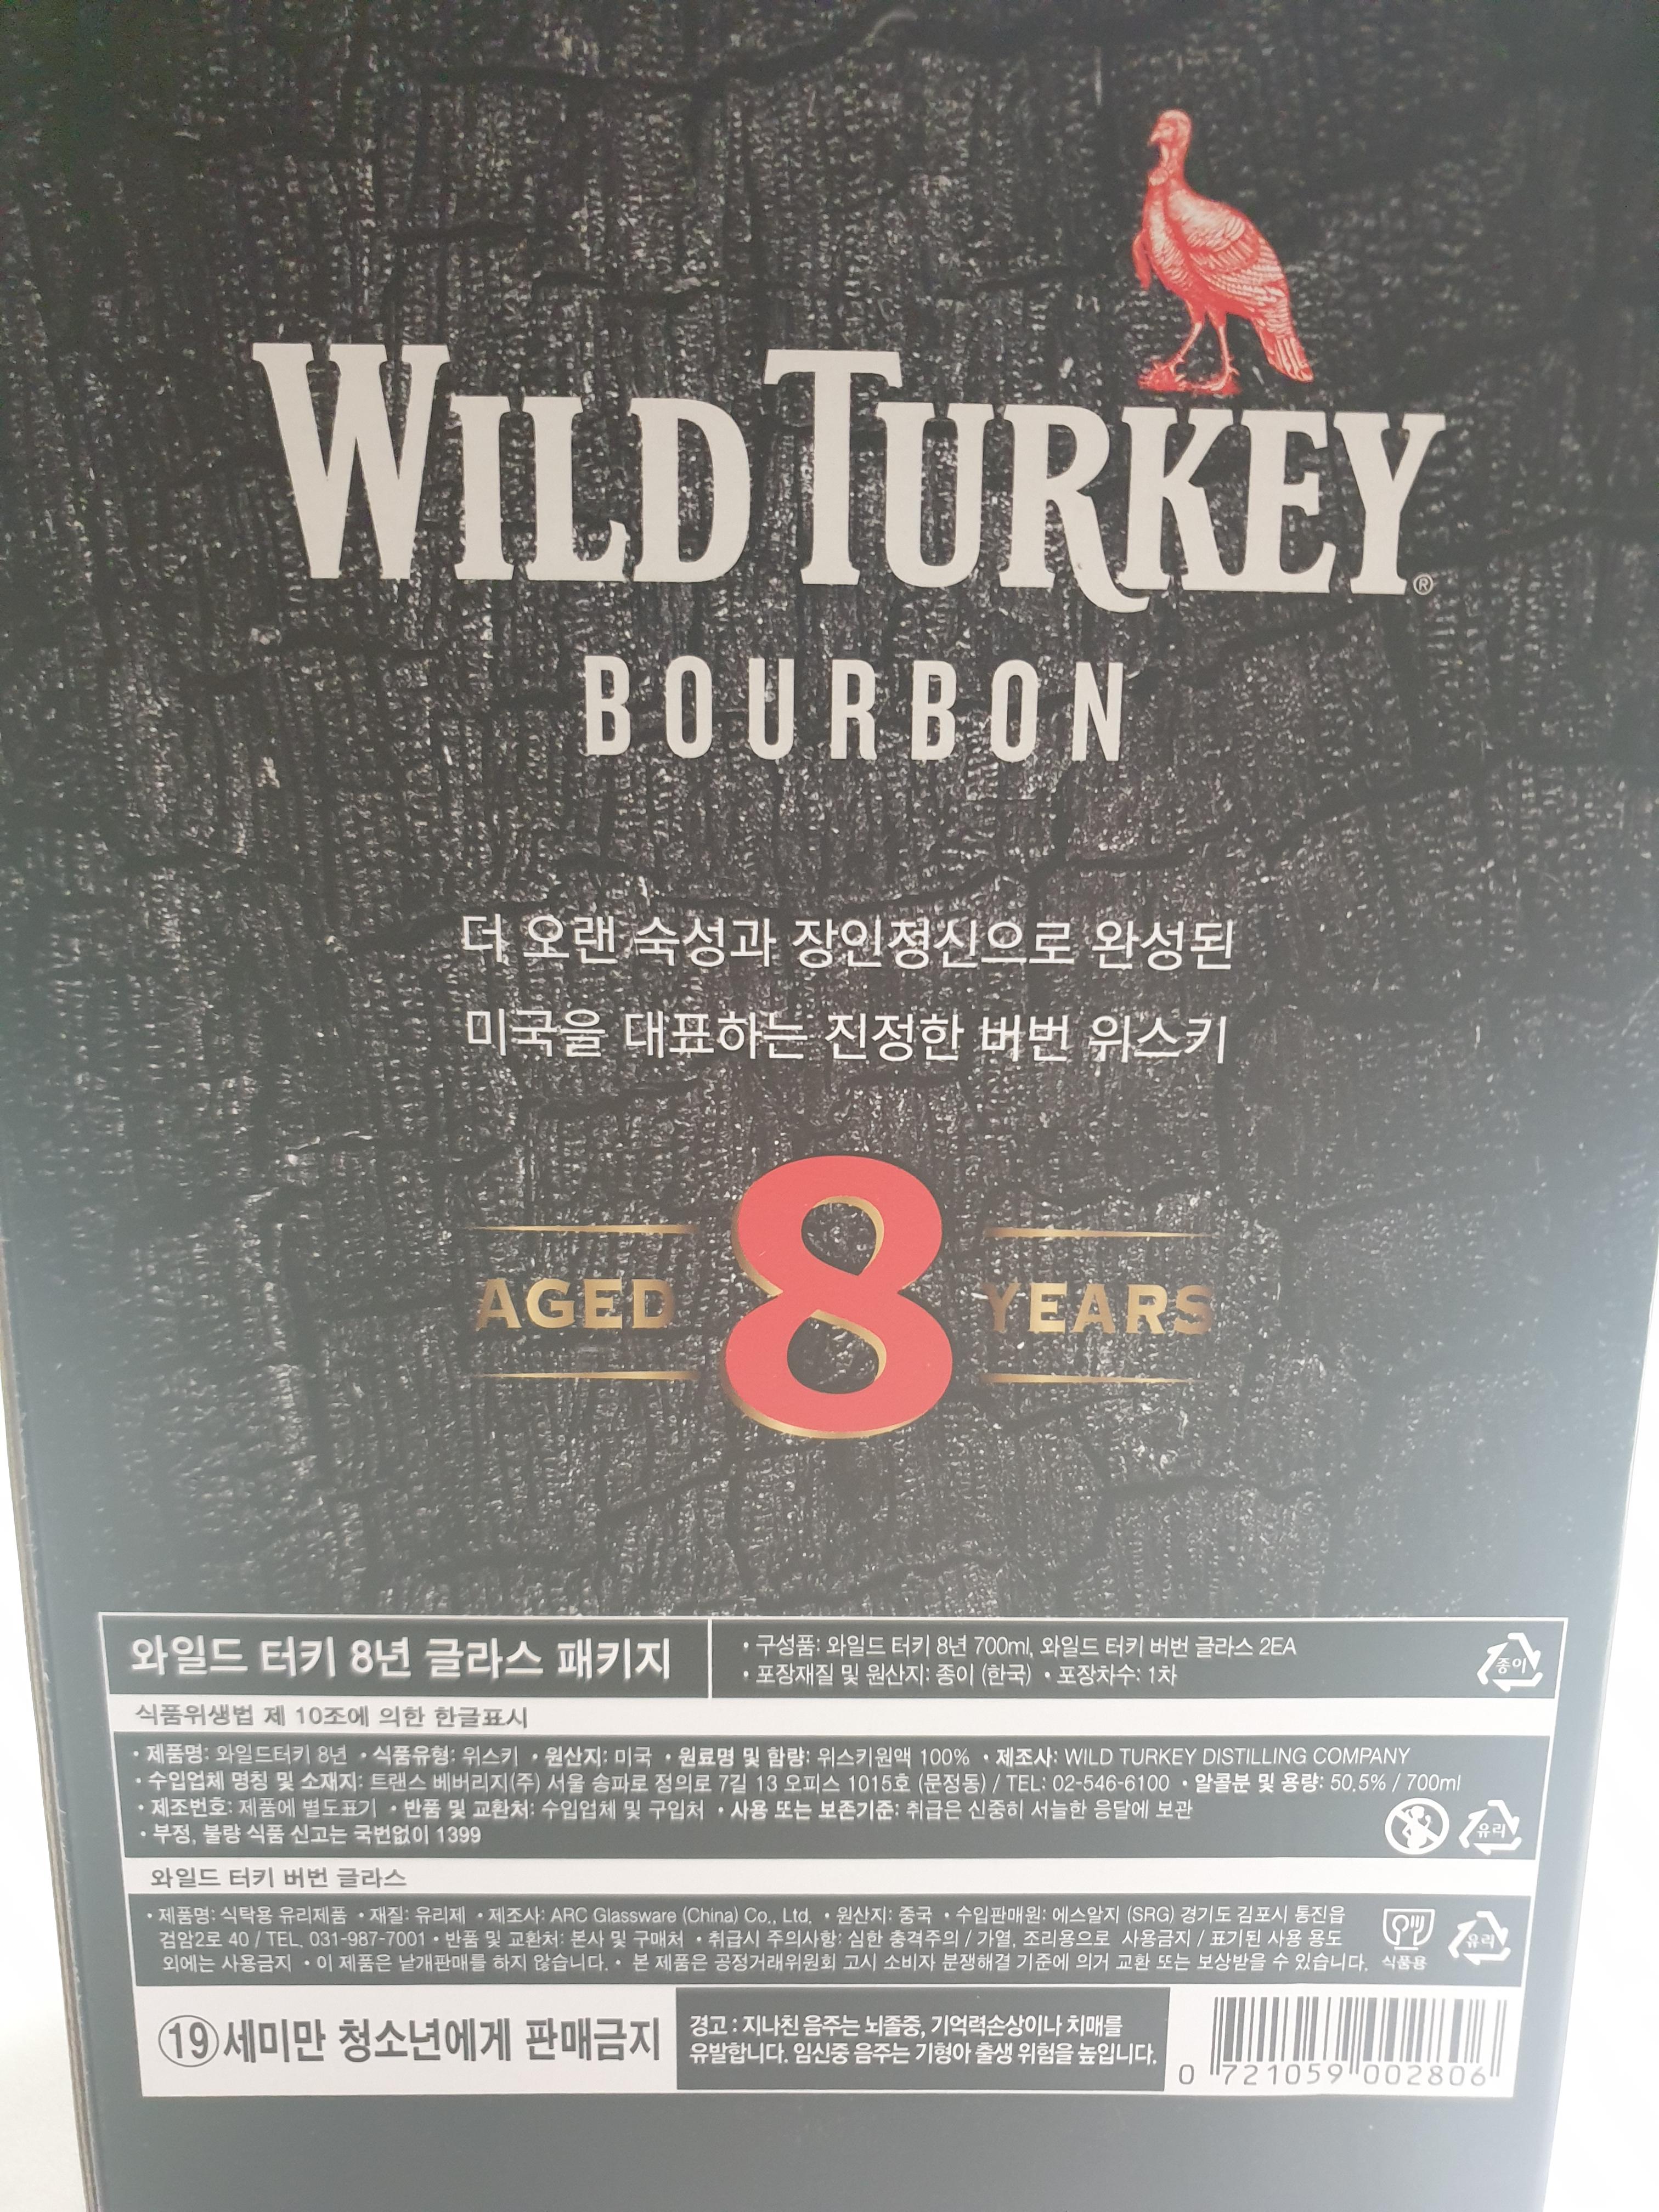 WILD TURKEY®
BOURBON
더 오랜 숙성과 장인정신으로 완성된
미국을 대표하는 진정한 버번 위스키
AGED 8 YEARS
와일드 터키 8년 글라스 패키지
• 구성품: 와일드 터키 8년 700ml, 와일드 터키 버번 글라스 2EA
• 포장재질 및 원산지: 종이 (한국) • 포장차수: 1차
종이
식품위생법 제 10조에 의한 한글표시
• 제품명: 와일드터키 8년 • 식품유형: 위스키 • 원산지: 미국 • 원료명 및 함량: 위스키원액 100% • 제조사: WILD TURKEY DISTILLING COMPANY
• 수입업체 명칭 및 소재지: 트랜스 베버리지(주) 서울 송파로 정의로 7길 13 오피스 1015호 (문정동) / TEL: 02-546-6100 • 알콜분 및 용량: 50.5% / 700ml
• 제조번호: 제품에 별도표기 • 반품 및 교환처: 수입업체 및 구입처 • 사용 또는 보존기준: 취급은 신중히 서늘한 응달에 보관
• 부정, 불량 식품 신고는 국번없이 1399
유리
와일드 터키 버번 글라스
• 제품명: 식탁용 유리제품 • 재질: 유리제 • 제조사: ARC Glassware (China) Co., Ltd. • 원산지: 중국 • 수입판매원: 에스알지 (SRG) 경기도 김포시 통진읍
검암2로 40 / TEL. 031-987-7001 • 반품 및 교환처: 본사 및 구매처 • 취급시 주의사항: 심한 충격주의 / 가열, 조리용으로 사용금지 / 표기된 사용 용도
외에는 사용금지 • 이 제품은 낱개판매를 하지 않습니다. • 본 제품은 공정거래위원회 고시 소비자 분쟁해결 기준에 의거 교환 또는 보상받을 수 있습니다.
식품용
유리
⑲세미만 청소년에게 판매금지
경고 : 지나친 음주는 뇌졸중, 기억력손상이나 치매를
유발합니다. 임신중 음주는 기형아 출생 위험을 높입니다.
0 721059 002806